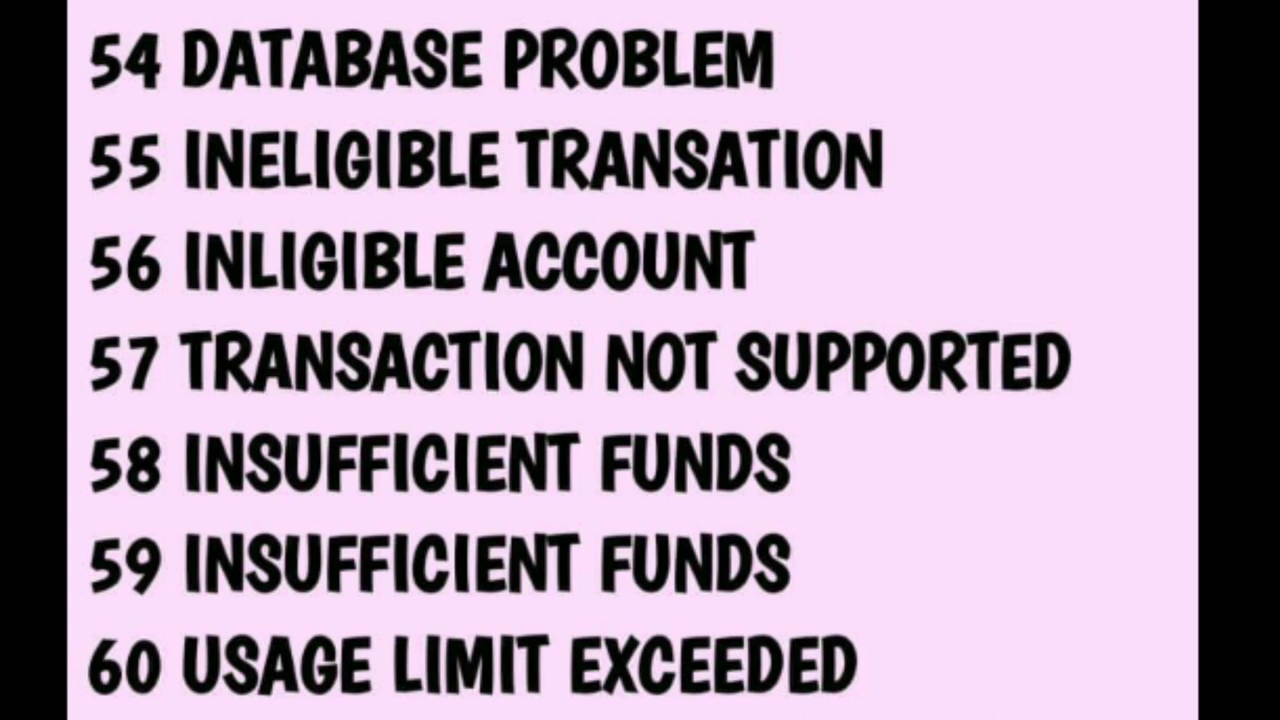 54 DATABASE PROBLEM
55 INELIGIBLE TRANSATION
56 INLIGIBLE ACCOUNT
57 TRANSACTION NOT SUPPORTED
58 INSUFFICIENT FUNDS
59 INSUFFICIENT FUNDS
60 USAGE LIMIT EXCEEDED